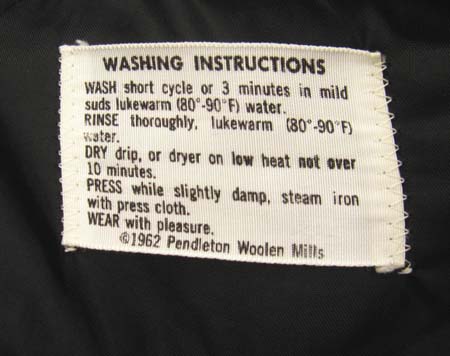 WASHING INSTRUCTIONS
WASH short cycle or 3 minutes in mild
suds lukewarm (80°-90°F) water.
RINSE thoroughly, lukewarm (80°-90°F)
water.
DRY drip, or dryer on low heat not over
10 minutes.
PRESS while slightly damp, steam iron
with press cloth.
WEAR with pleasure.
©1962 Pendleton Woolen Mills